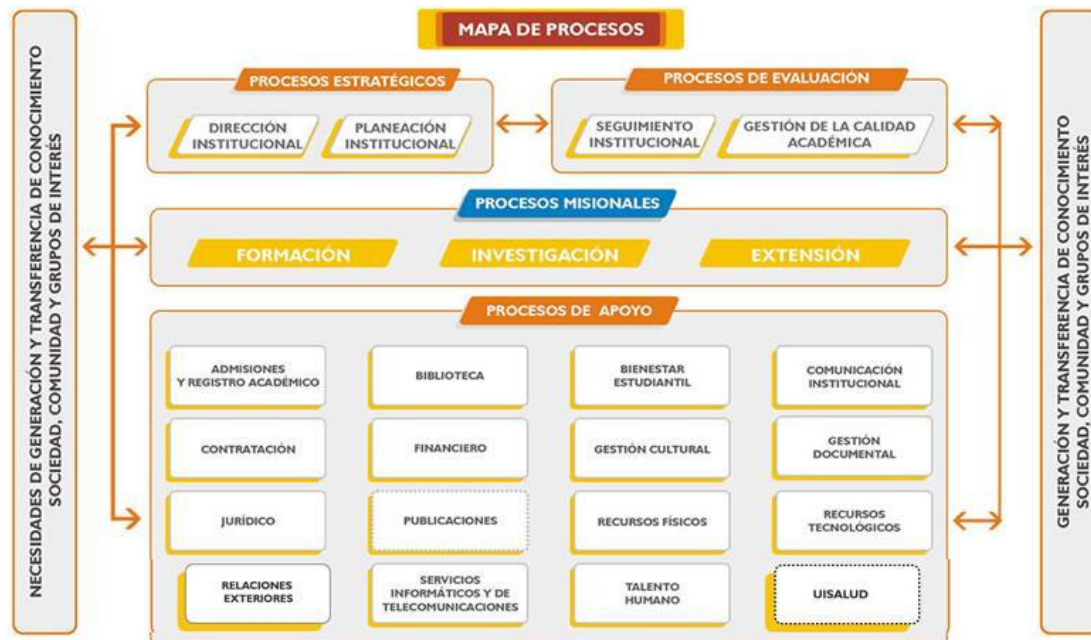 MAPA DE PROCESOS
NECESIDADES DE GENERACIÓN Y TRANSFERENCIA DE CONOCIMIENTO
SOCIEDAD, COMUNIDAD Y GRUPOS DE INTERÉS
PROCESOS ESTRATÉGICOS
DIRECCIÓN
INSTITUCIONAL
PLANEACIÓN
INSTITUCIONAL
PROCESOS DE EVALUACIÓN
SEGUIMIENTO
INSTITUCIONAL
GESTIÓN DE LA CALIDAD
ACADÉMICA
PROCESOS MISIONALES
FORMACIÓN
INVESTIGACIÓN
EXTENSIÓN
PROCESOS DE APOYO
ADMISIONES
Y REGISTRO ACADÉMICO
BIBLIOTECA
BIENESTAR
ESTUDIANTIL
COMUNICACIÓN
INSTITUCIONAL
CONTRATACIÓN
FINANCIERO
GESTIÓN CULTURAL
GESTIÓN
DOCUMENTAL
JURÍDICO
PUBLICACIONES
RECURSOS FÍSICOS
RECURSOS
TECNOLÓGICOS
RELACIONES
EXTERIORES
SERVICIOS
INFORMÁTICOS Y DE
TELECOMUNICACIONES
TALENTO
HUMANO
UISALUD
GENERACIÓN Y TRANSFERENCIA DE CONOCIMIENTO
SOCIEDAD, COMUNIDAD Y GRUPOS DE INTERÉS